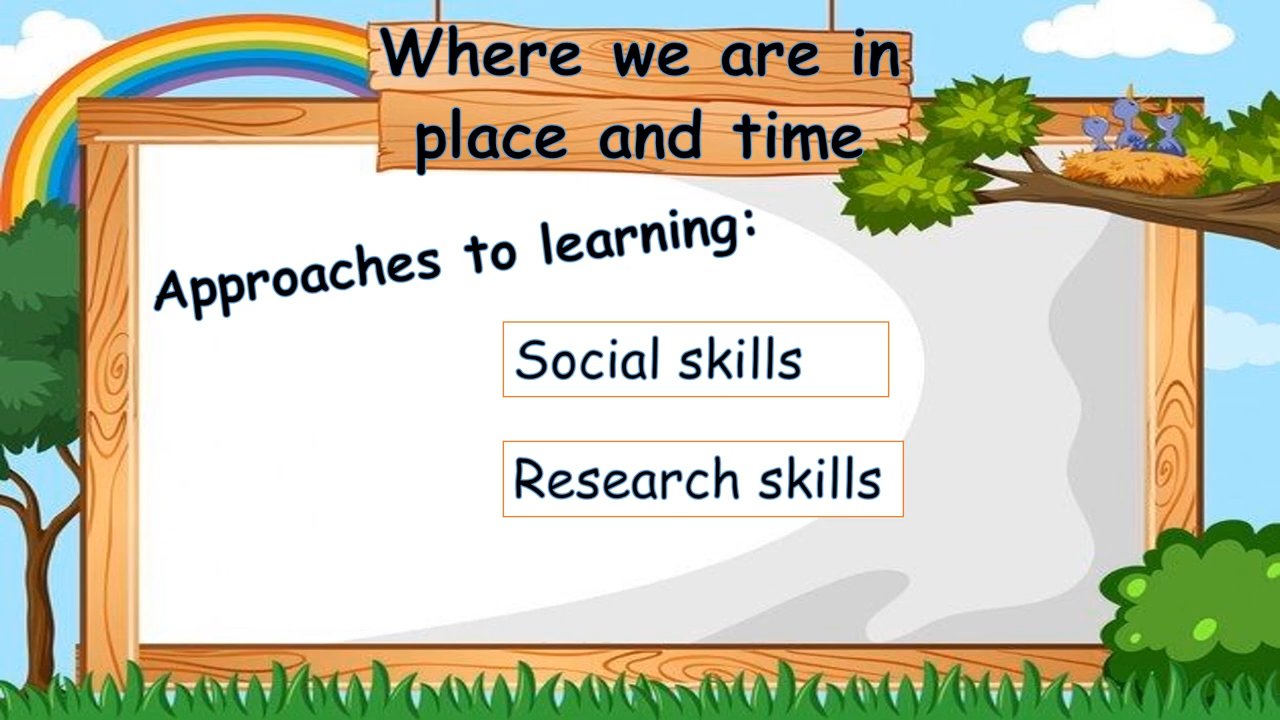 Where we are in
place and time
Approaches to learning:
Social skills
Research skills